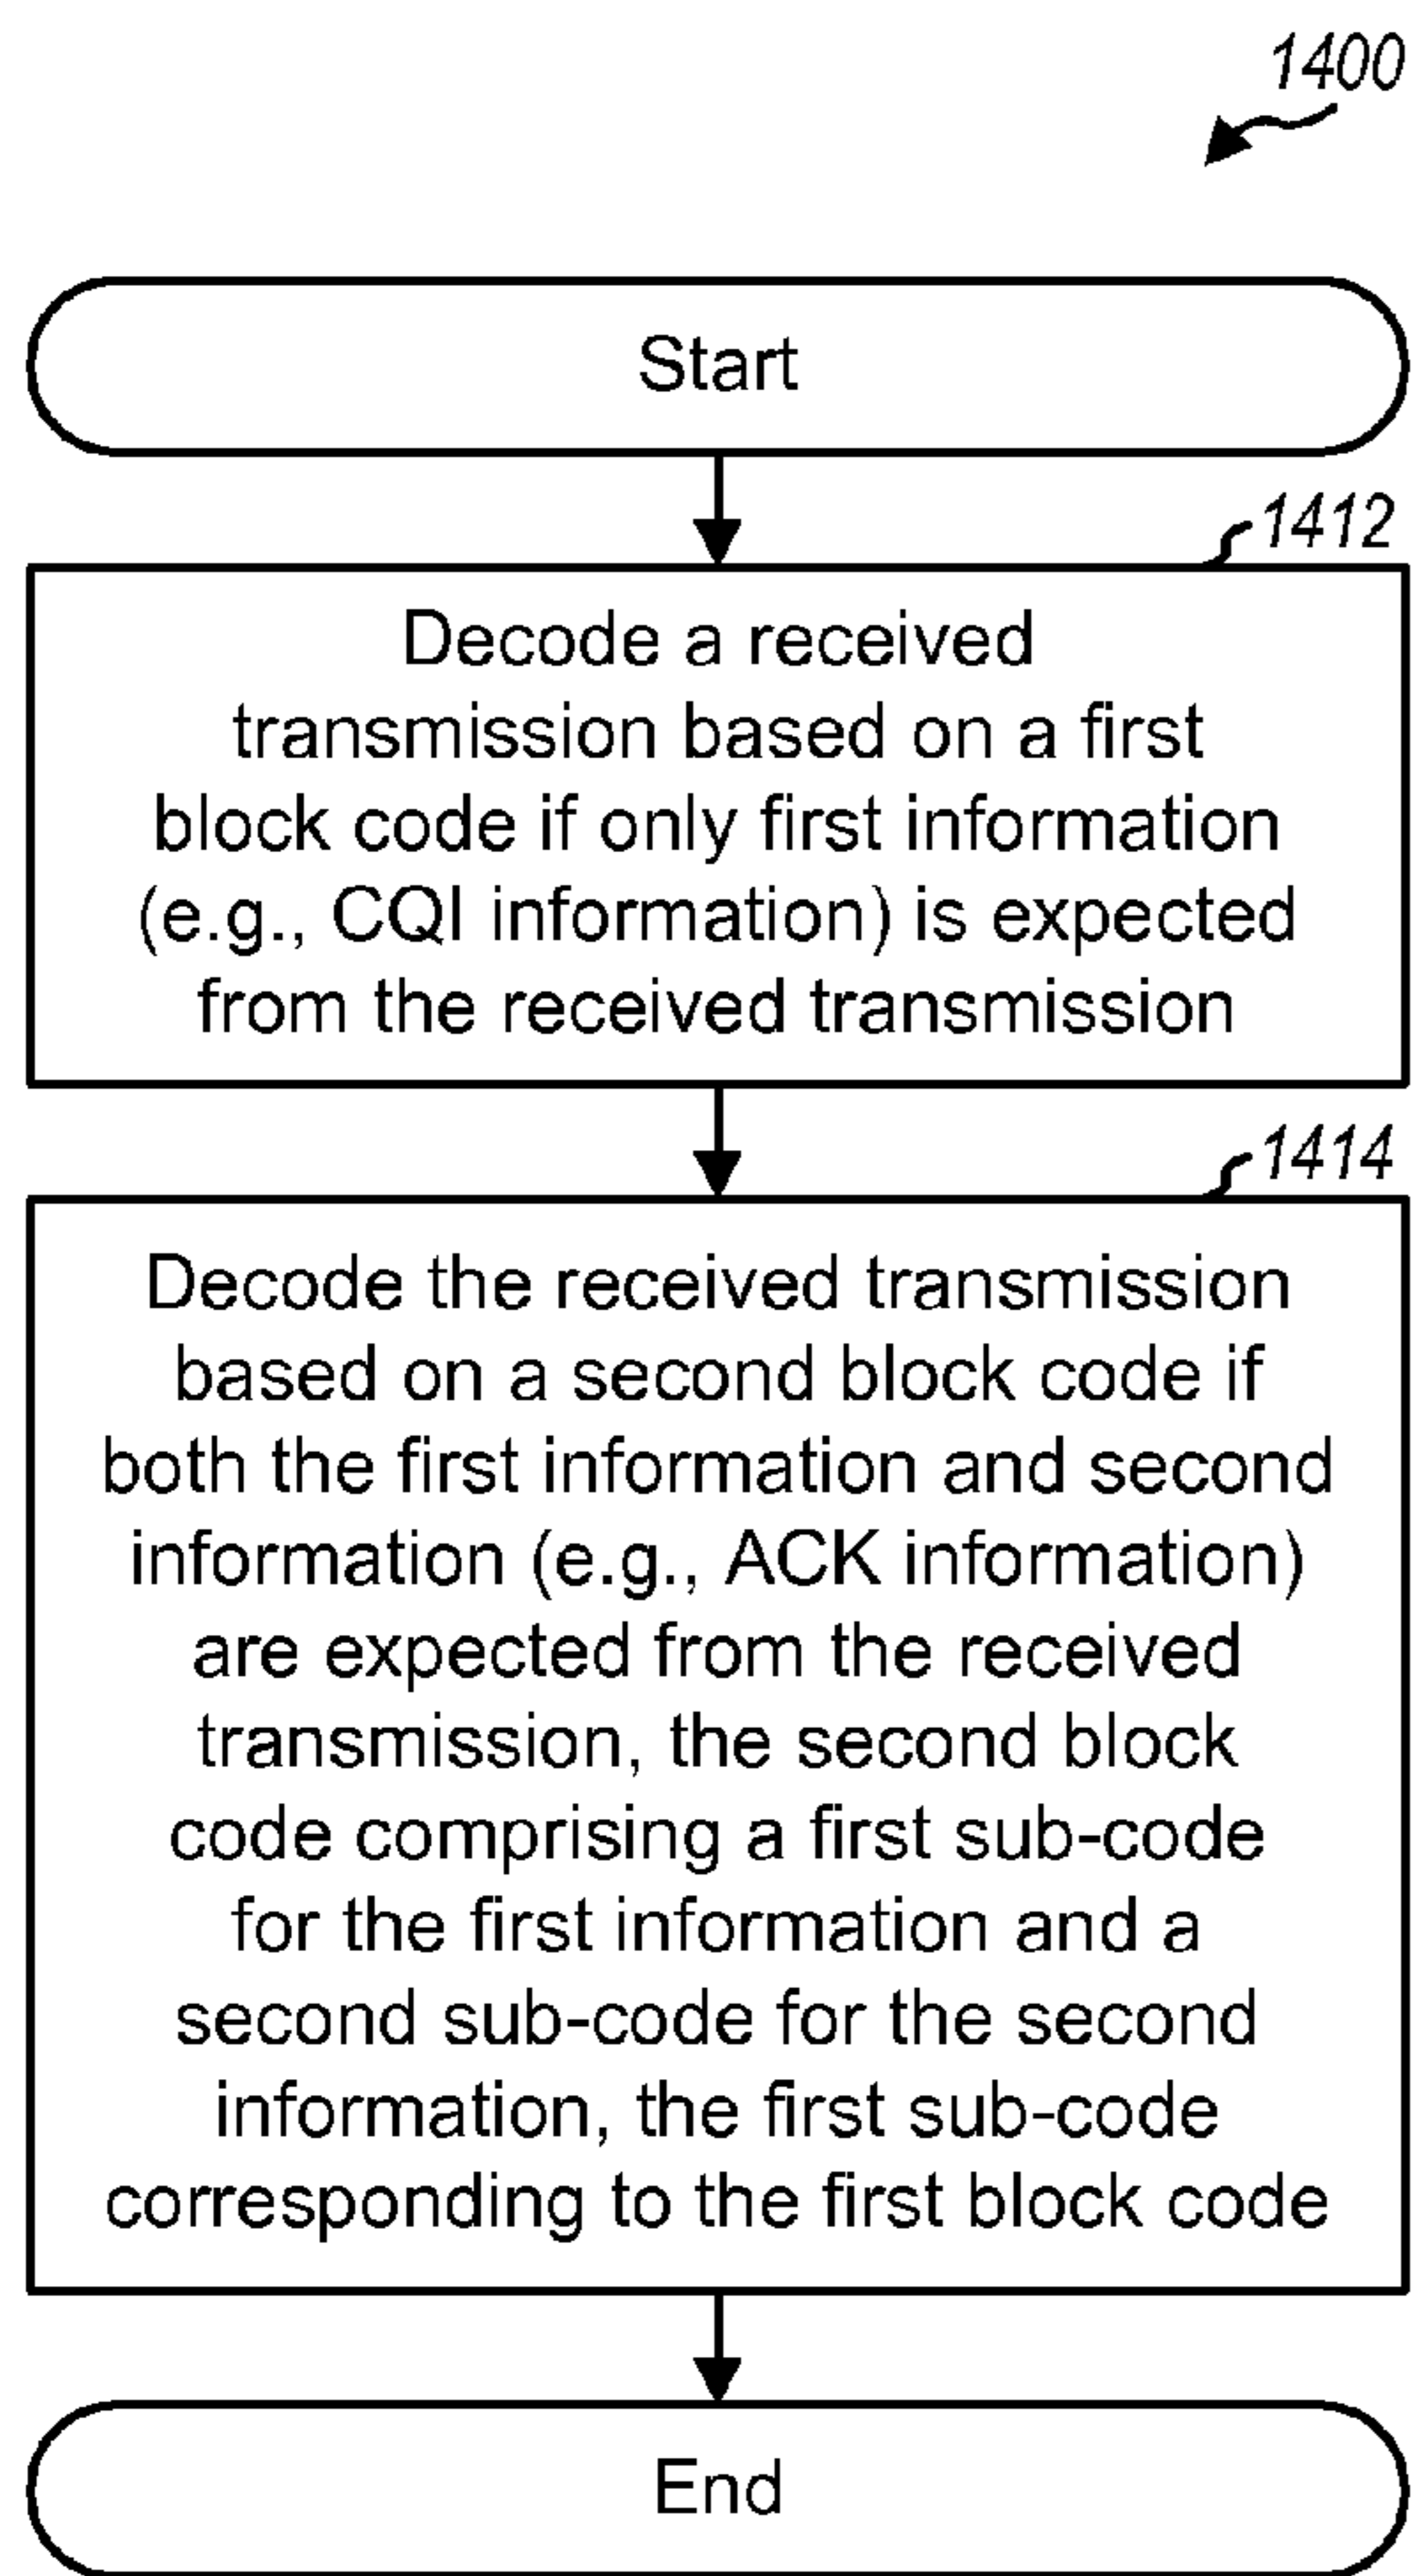 1400
Start
1412
Decode a received
transmission based on a first
block code if only first information
(e.g., CQI information) is expected
from the received transmission
1414
Decode the received transmission
based on a second block code if
both the first information and second
information (e.g., ACK information)
are expected from the received
transmission, the second block
code comprising a first sub-code
for the first information and a
second sub-code for the second
information, the first sub-code
corresponding to the first block code
End